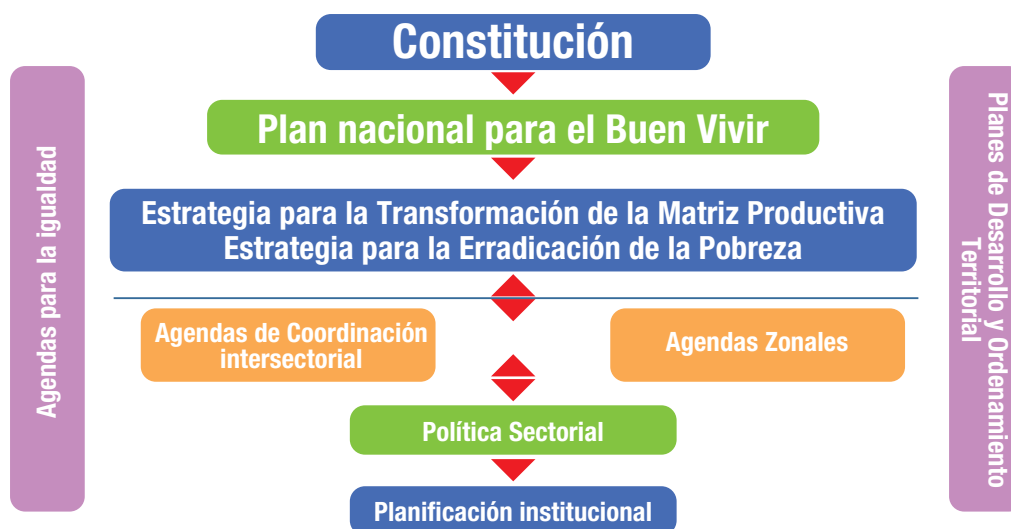 Constitución
Plan nacional para el Buen Vivir
Estrategia para la Transformación de la Matriz Productiva
Estrategia para la Erradicación de la Pobreza
Agendas de Coordinación
intersectorial
Agendas Zonales
Política Sectorial
Planificación institucional
Agendas para la igualdad
Planes de Desarrollo y Ordenamiento
Territorial